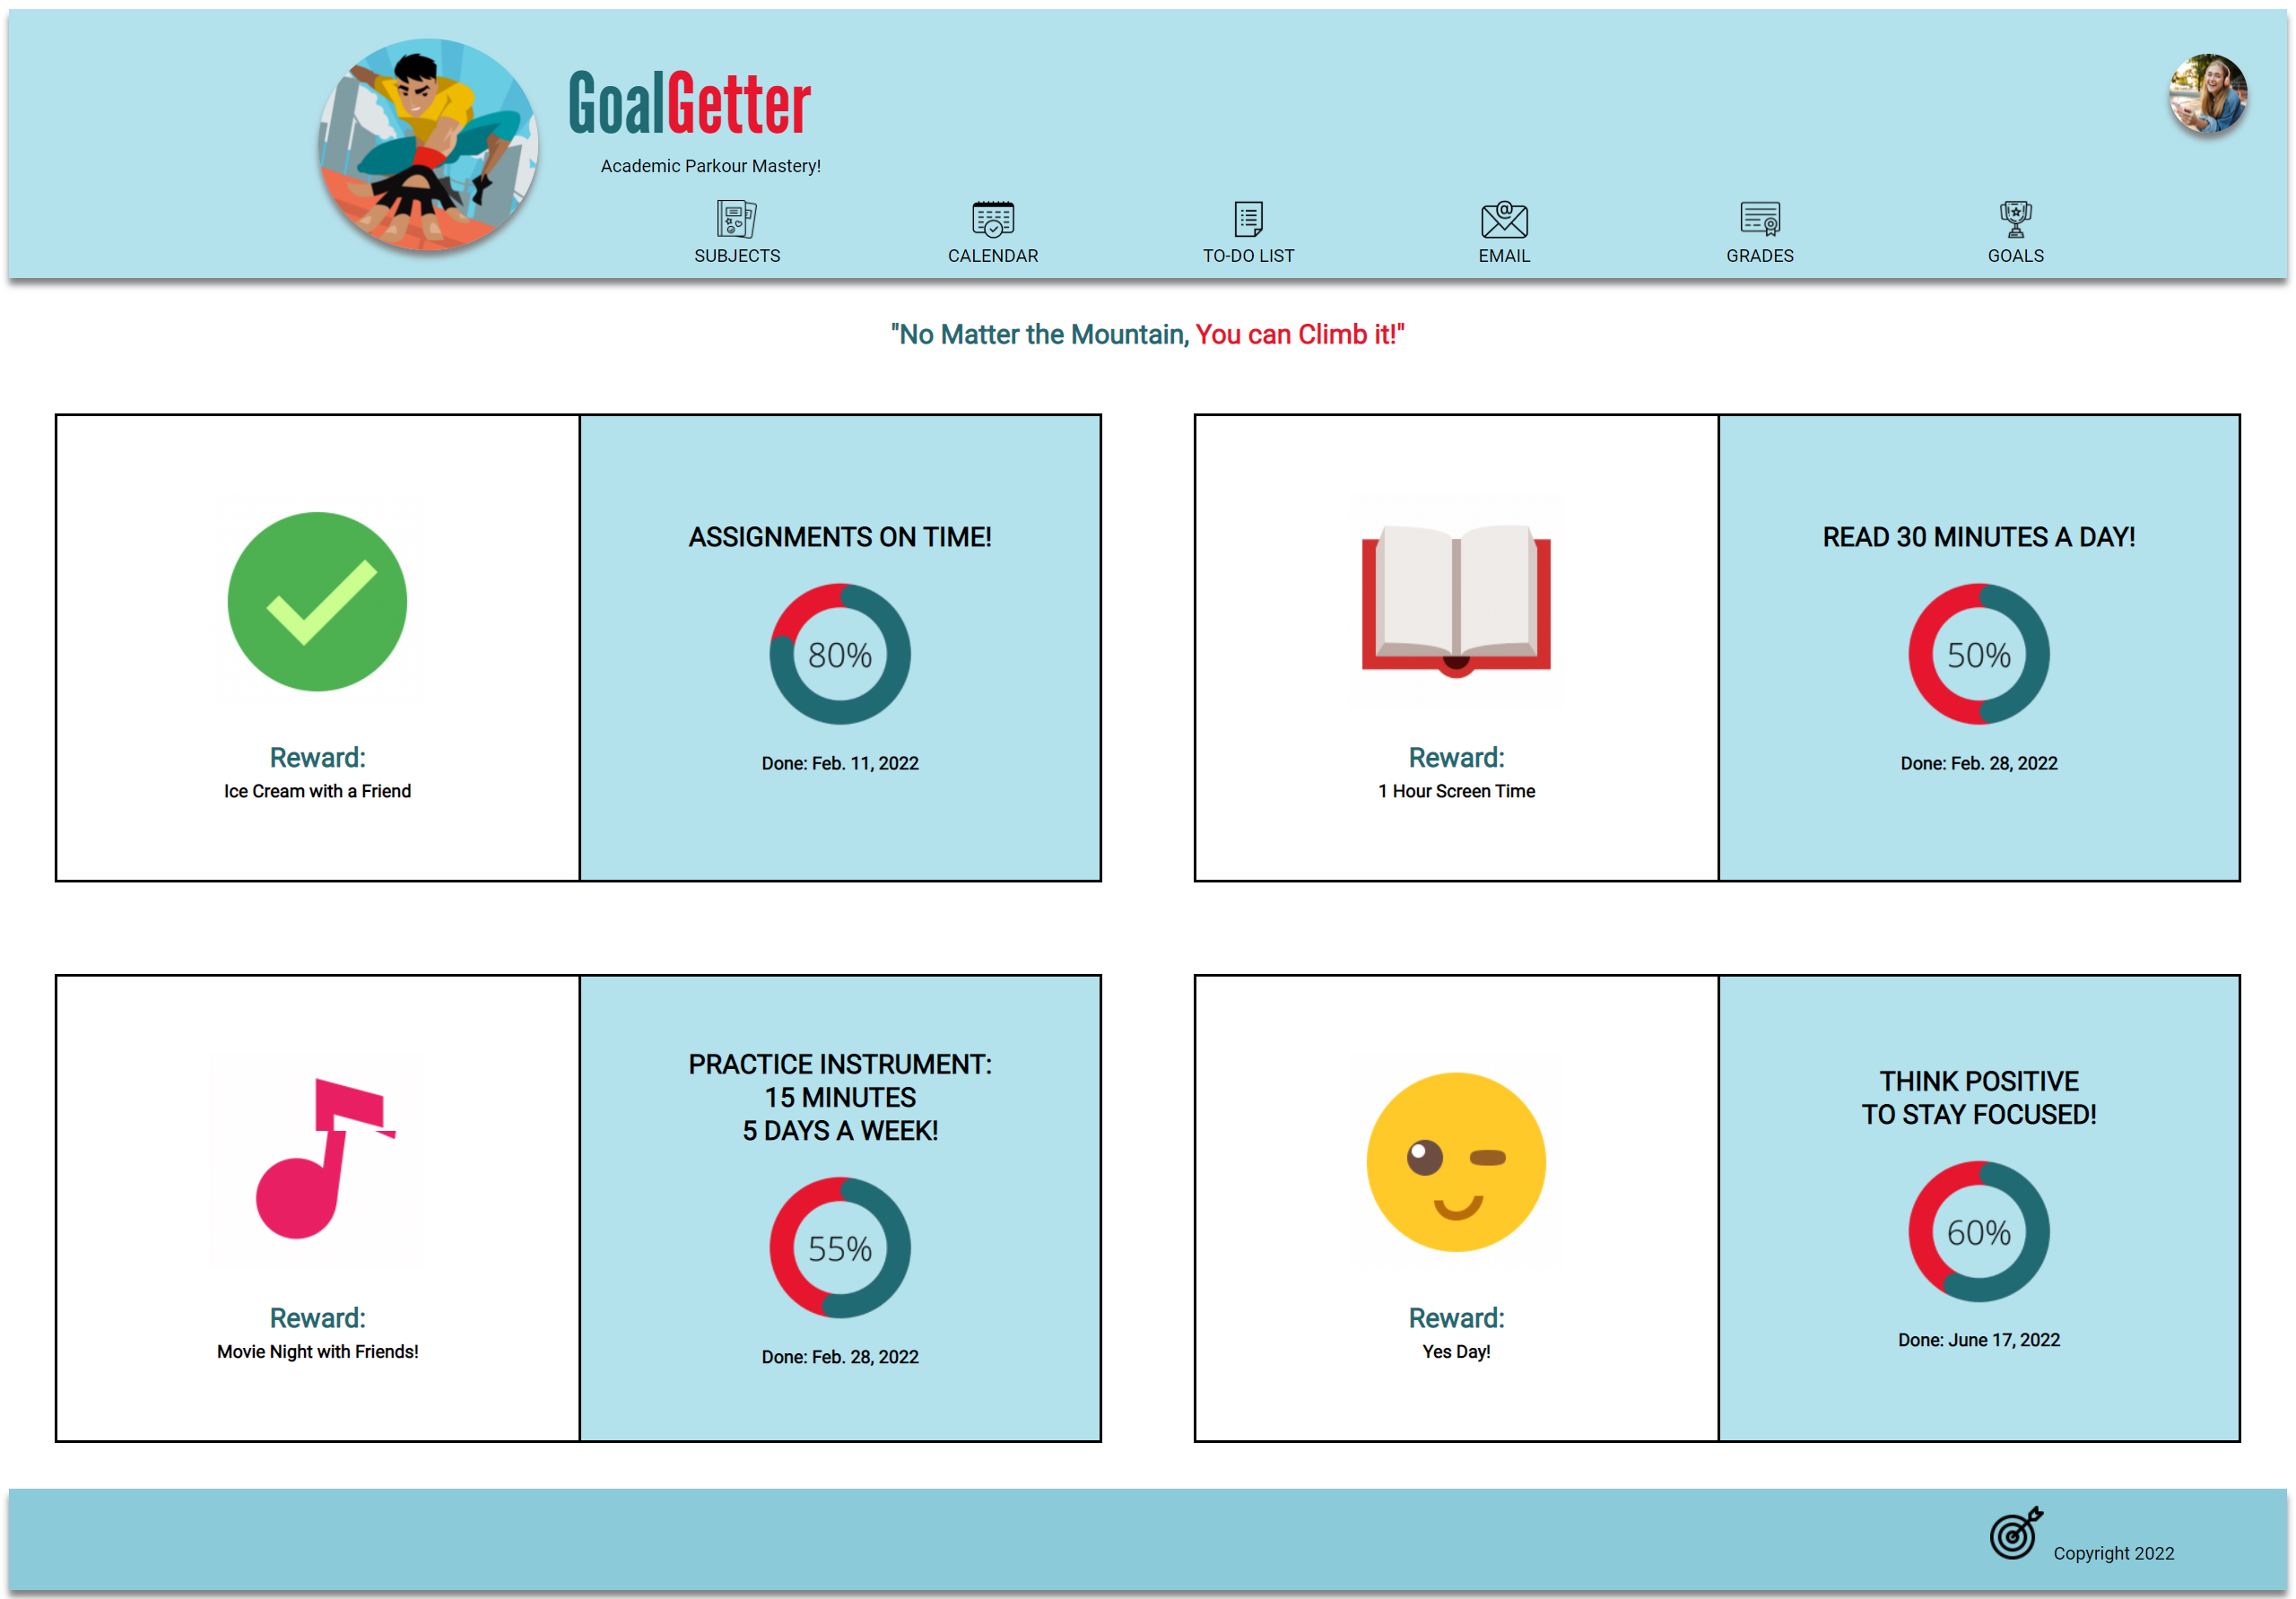 GoalGetter
Academic Parkour Mastery!
SUBJECTS
CALENDAR
TO-DO LIST
EMAIL
GRADES
GOALS
"No Matter the Mountain, You can Climb it!"
ASSIGNMENTS ON TIME!
80%
Done: Feb. 11, 2022
Reward:
Ice Cream with a Friend
READ 30 MINUTES A DAY!
50%
Done: Feb. 28, 2022
Reward:
1 Hour Screen Time
PRACTICE INSTRUMENT:
15 MINUTES
5 DAYS A WEEK!
55%
Done: Feb. 28, 2022
Reward:
Movie Night with Friends!
THINK POSITIVE
TO STAY FOCUSED!
60%
Done: June 17, 2022
Reward:
Yes Day!
Copyright 2022